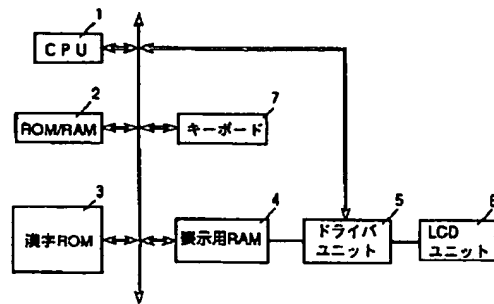 1
CPU
2
ROM/RAM
7
キーボード
3
漢字ROM
4
表示用RAM
5
ドライバ
ユニット
6
LCD
ユニット